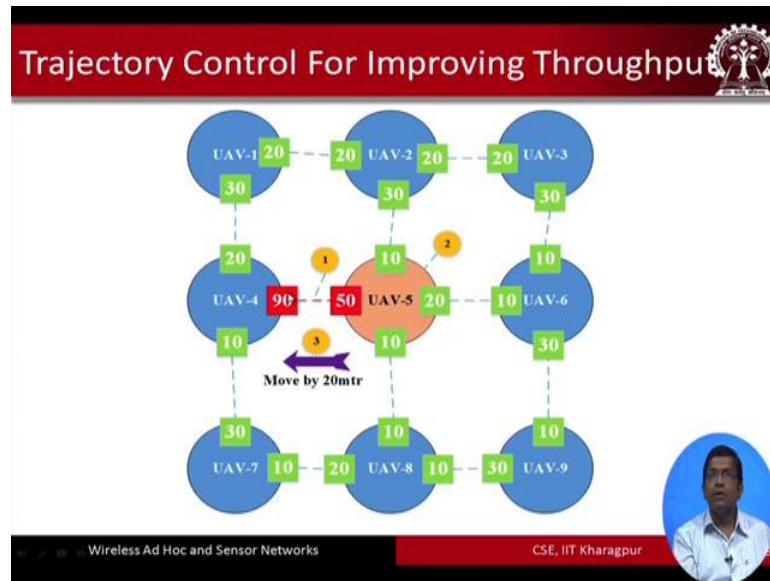 Trajectory Control For Improving Throughput
UAV-1 20 20 UAV-2 20 20 UAV-3
30 30 30
20 10 2 10
1
UAV-4 90 50 UAV-5 20 10 UAV-6
10 3 10 30
Move by 20mtr
30 10 10
UAV-7 10 20 UAV-8 10 30 UAV-9
Wireless Ad Hoc and Sensor Networks CSE, IIT Kharagpur